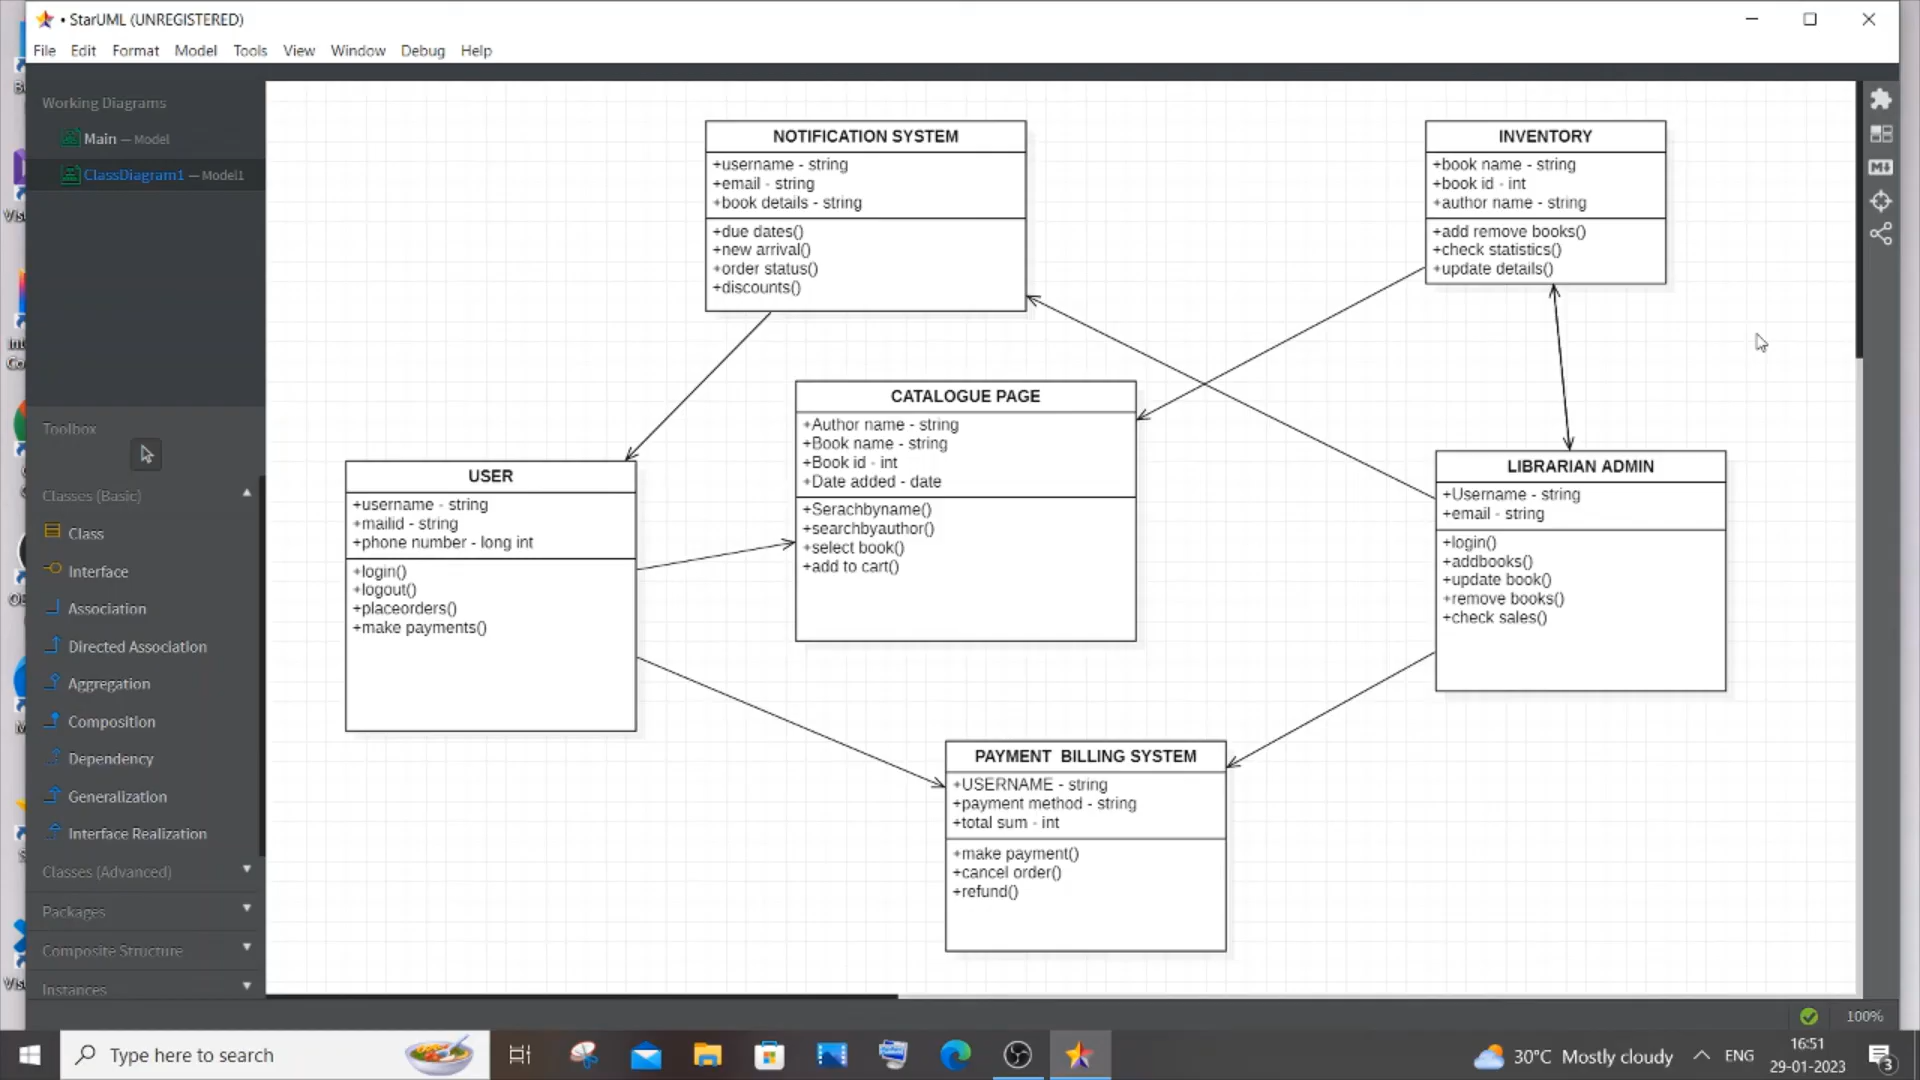 • StarUML (UNREGISTERED)
File Edit Format Model Tools View Window Debug Help
Working Diagrams
Main — Model
ClassDiagram1 — Model1
Toolbox
Classes (Basic)
Class
Interface
Association
Directed Association
Aggregation
Composition
Dependency
Generalization
Interface Realization
Classes (Advanced)
Packages
Composite Structure
Instances
NOTIFICATION SYSTEM
+username - string
+email - string
+book details - string
+due dates()
+new arrival()
+order status()
+discounts()
INVENTORY
+book name - string
+book id - int
+author name - string
+add remove books()
+check statistics()
+update details()
CATALOGUE PAGE
+Author name - string
+Book name - string
+Book id - int
+Date added - date
+Serachbyname()
+searchbyauthor()
+select book()
+add to cart()
USER
+username - string
+mailid - string
+phone number - long int
+login()
+logout()
+placeorders()
+make payments()
LIBRARIAN ADMIN
+Username - string
+email - string
+login()
+addbooks()
+update book()
+remove books()
+check sales()
PAYMENT  BILLING SYSTEM
+USERNAME - string
+payment method - string
+total sum - int
+make payment()
+cancel order()
+refund()
100%
Type here to search
30°C Mostly cloudy
ENG
16:51
29-01-2023
3